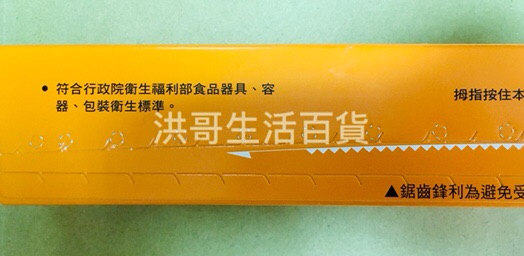 • 符合行政院衛生福利部食品器具、容
器、包裝衛生標準。
拇指按住本
洪哥生活百貨
▲鋸齒鋒利為避免受